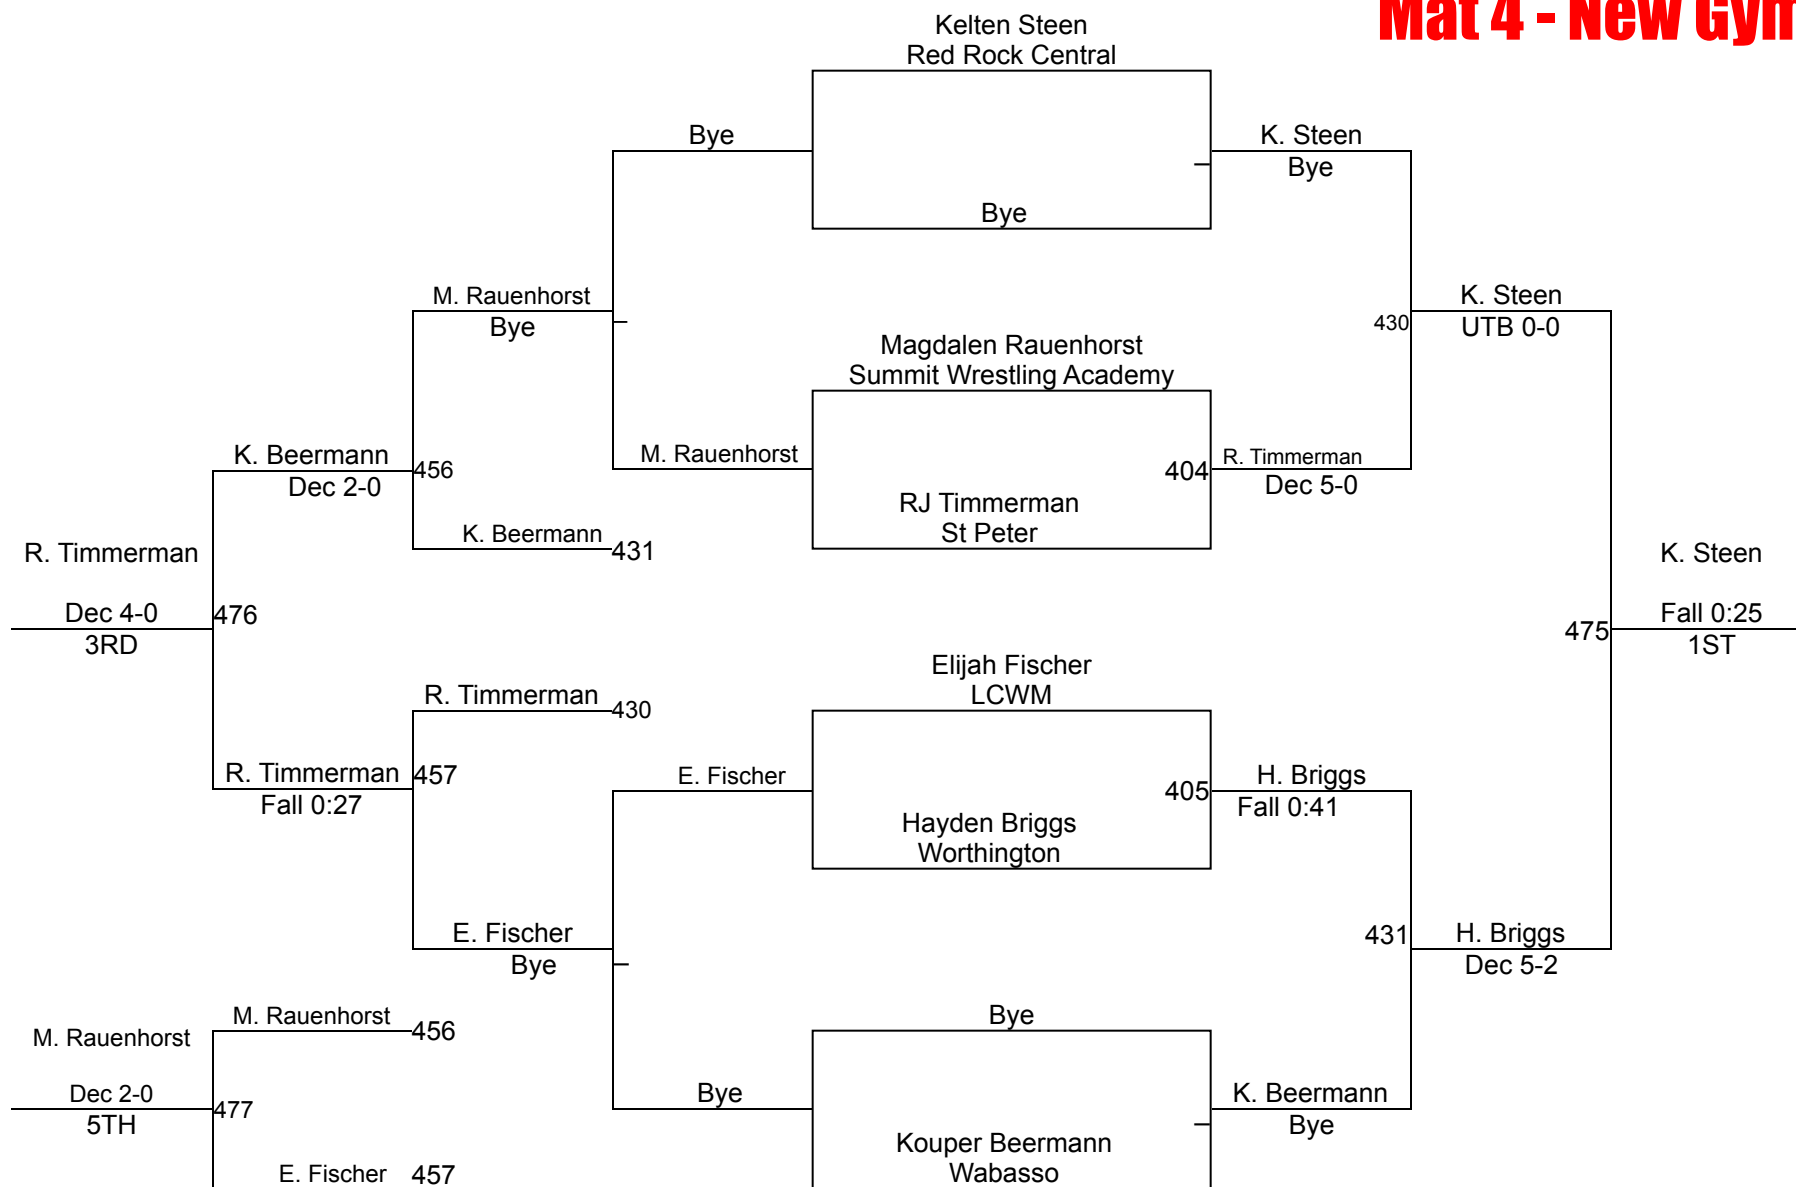 Mat 4 - New Gym
Kelten Steen
Red Rock Central
Bye
K. Steen
Bye
Bye
M. Rauenhorst
Bye
K. Steen
UTB 0-0
430
Magdalen Rauenhorst
Summit Wrestling Academy
M. Rauenhorst
404
R. Timmerman
Dec 5-0
K. Beermann
Dec 2-0
456
RJ Timmerman
St Peter
K. Beermann
431
R. Timmerman
Dec 4-0
3RD
476
K. Steen
Fall 0:25
1ST
475
Elijah Fischer
LCWM
R. Timmerman
430
R. Timmerman
Fall 0:27
457
E. Fischer
405
H. Briggs
Fall 0:41
Hayden Briggs
Worthington
E. Fischer
Bye
431
H. Briggs
Dec 5-2
Bye
M. Rauenhorst
456
M. Rauenhorst
Dec 2-0
5TH
477
Bye
K. Beermann
Bye
Kouper Beermann
Wabasso
E. Fischer
457